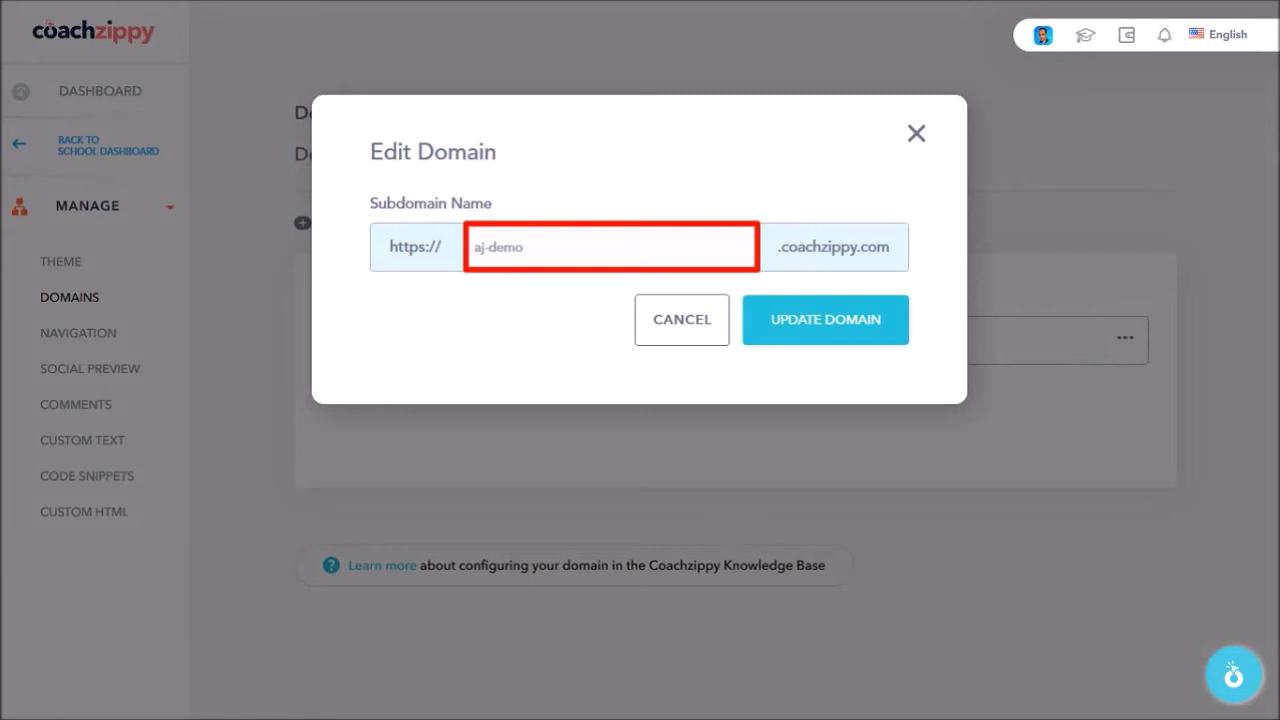 coachzippy
English
DASHBOARD
BACK TO
SCHOOL DASHBOARD
MANAGE
THEME
DOMAINS
NAVIGATION
SOCIAL PREVIEW
COMMENTS
CUSTOM TEXT
CODE SNIPPETS
CUSTOM HTML
Edit Domain
Subdomain Name
https:// aj-demo .coachzippy.com
CANCEL UPDATE DOMAIN
Learn more about configuring your domain in the Coachzippy Knowledge Base